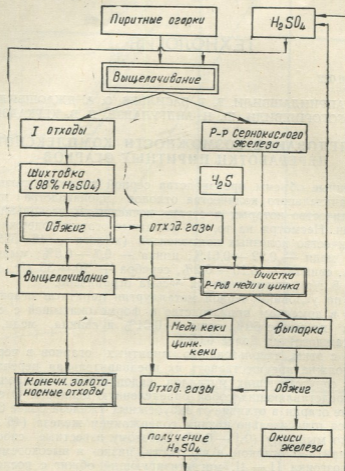 Пиритные огарки
H₂SO₄
Выщелачивание
I отходы
Р-Р сернокислого
железа
Шихтовка
(98% H₂SO₄)
Ч₂S
Обжиг
отход. газы
Выщелачивание
Очистка
Р-Ров меди и цинка
Медн. кеки
Цинк.
кеки
Выпарка
Конечн. золото-
носные отходы
Отход. газы
Обжиг
получение
H₂SO₄
Окиси
железа